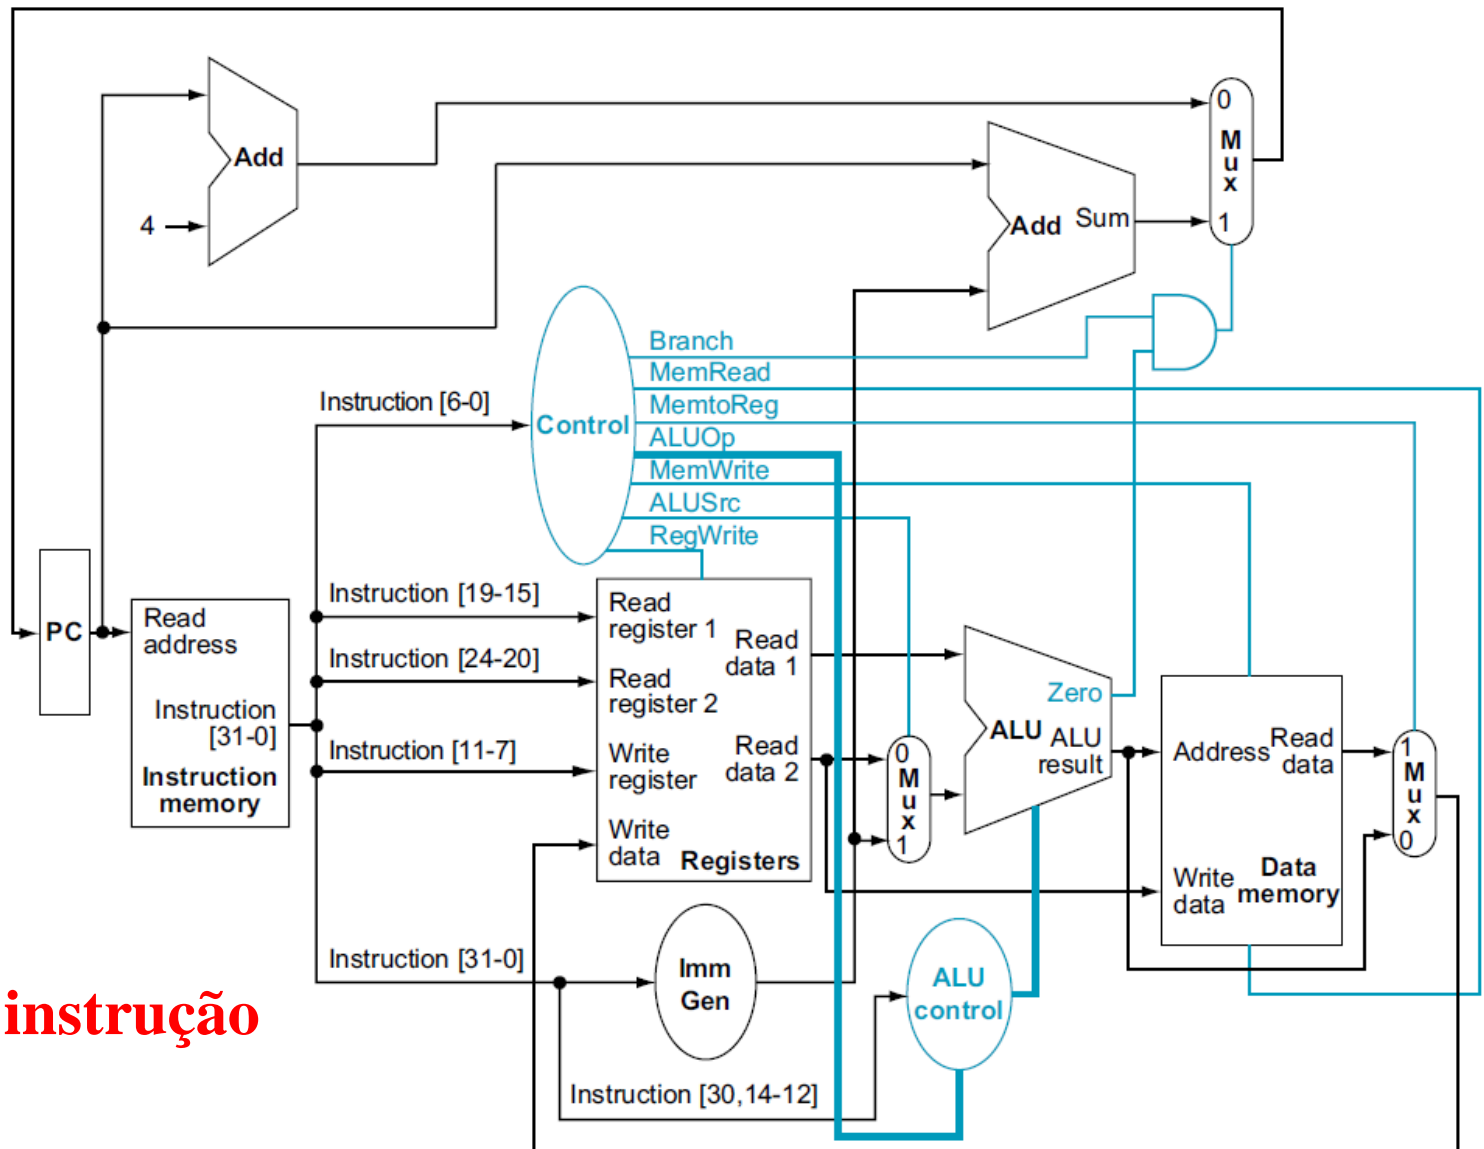 Add
4
0
M
u
x
1
Add Sum
Branch
MemRead
MemtoReg
ALUOp
MemWrite
ALUSrc
RegWrite
Control
Instruction [6-0]
PC
Read
address
Instruction
[31-0]
Instruction
memory
Instruction [19-15]
Instruction [24-20]
Instruction [11-7]
Instruction [31-0]
Read
register 1
Read
register 2
Write
register
Write
data
Read
data 1
Read
data 2
Registers
0
M
u
x
1
Zero
ALU
ALU
result
Address
Read
data
Write
data
Data
memory
1
M
u
x
0
Imm
Gen
ALU
control
Instruction [30,14-12]
instrução